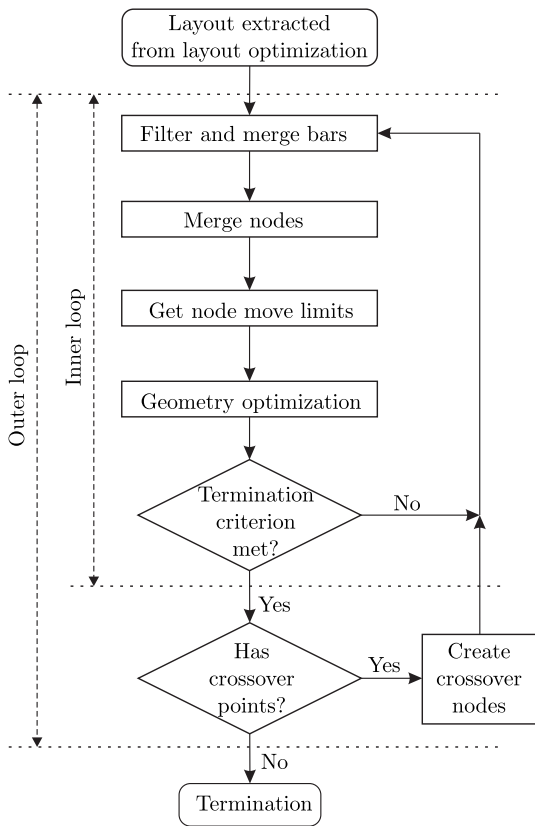 Layout extracted
from layout optimization
Filter and merge bars
Merge nodes
Get node move limits
Geometry optimization
Termination
criterion
met?
No
Yes
Has
crossover
points?
Yes
Create
crossover
nodes
No
Termination
Inner loop
Outer loop